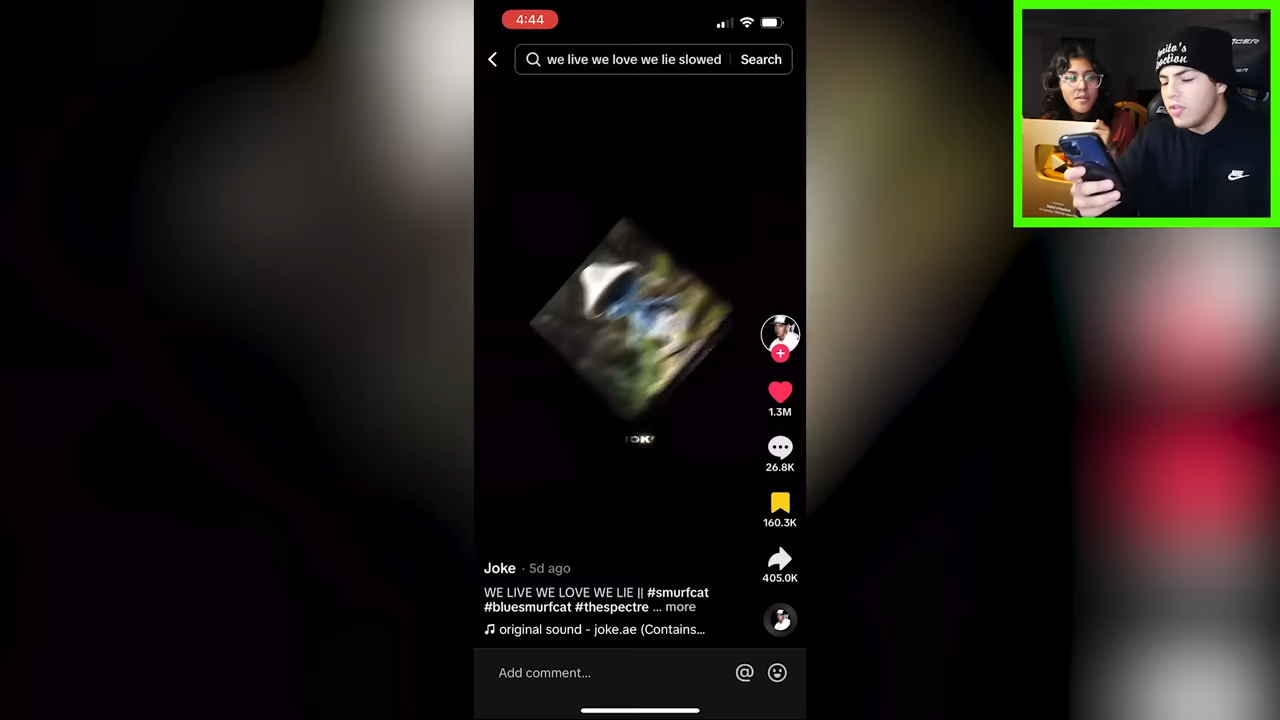 4:44
we live we love we lie slowed
Search
1.3M
26.8K
160.3K
405.0K
Joke · 5d ago
WE LIVE WE LOVE WE LIE || #smurfcat
#bluesmurfcat #thespectre ... more
original sound - joke.ae (Contains...
Add comment...